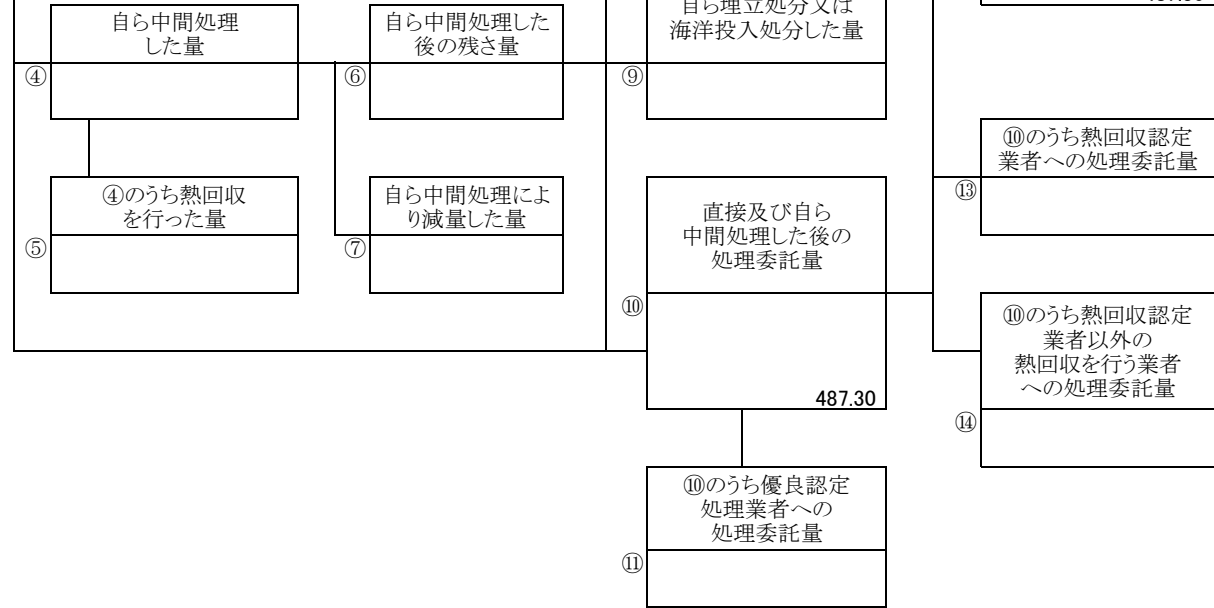 自ら中間処理
した量
④
自ら中間処理した
後の残さ量
⑥
自ら埋立処分又は
海洋投入処分した量
⑨
④のうち熱回収
を行った量
⑤
自ら中間処理によ
り減量した量
⑦
直接及び自ら
中間処理した後の
処理委託量
⑩
487.30
⑩のうち優良認定
処理業者への
処理委託量
⑪
⑩のうち熱回収認定
業者への処理委託量
⑬
⑩のうち熱回収認定
業者以外の
熱回収を行う業者
への処理委託量
⑭